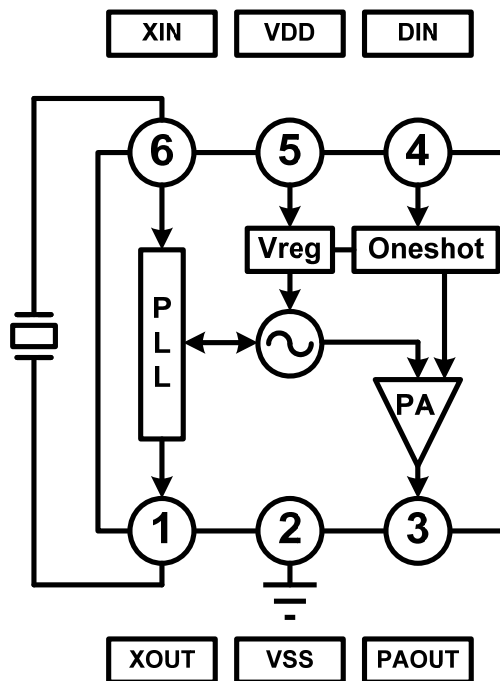 XIN VDD DIN
6 5 4
Vreg Oneshot
P
L
L
PA
1 2 3
XOUT VSS PAOUT